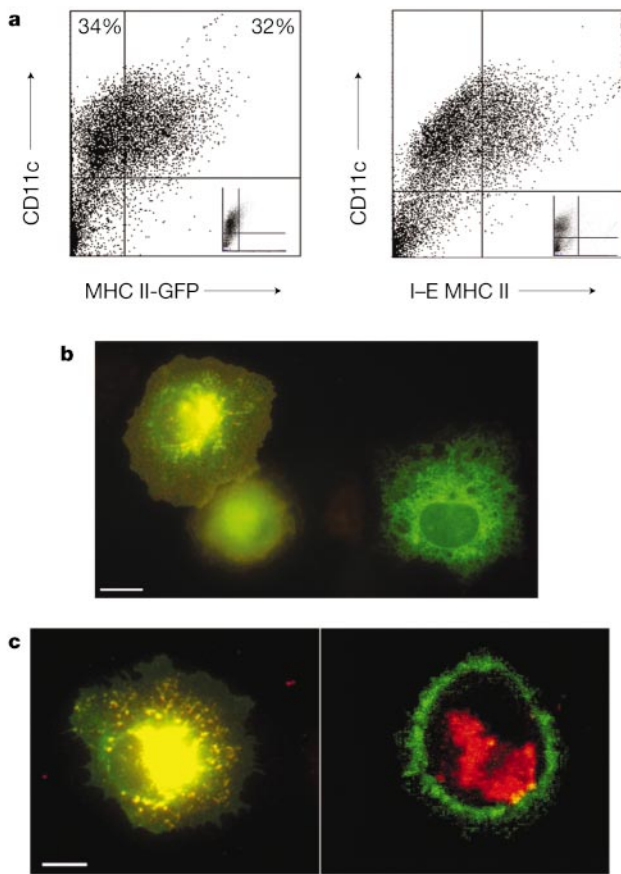 a
34% 32%
CD11c
MHC II-GFP
CD11c
I–E MHC II
b
c